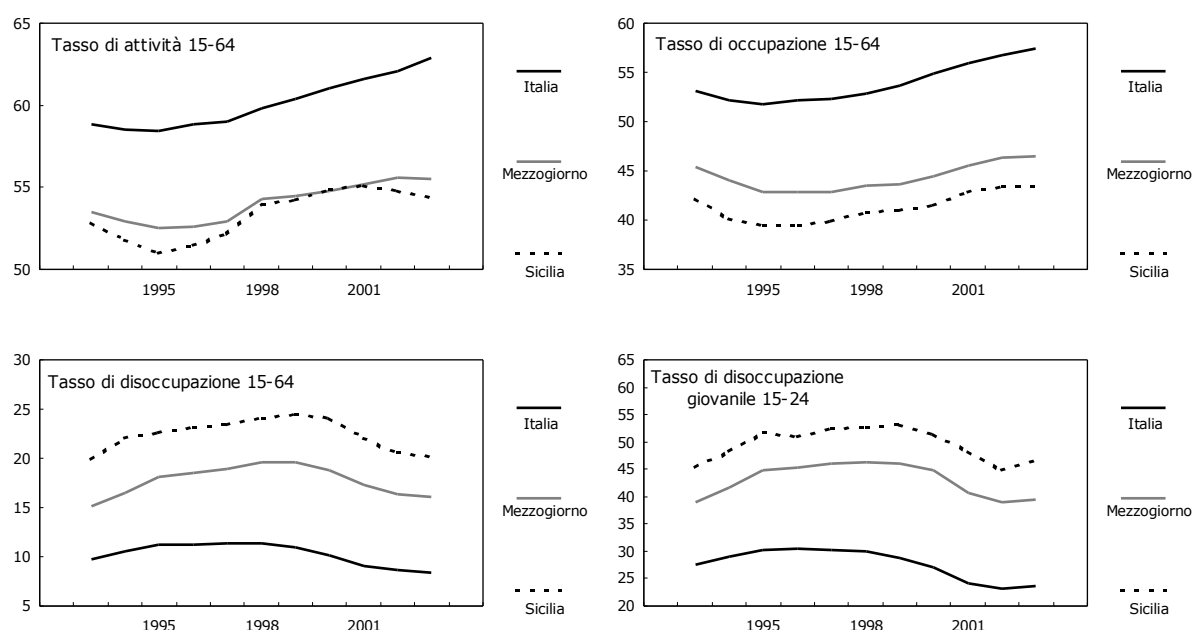 Tasso di attività 15-64
65
60
55
50
1995 1998 2001
Italia
Mezzogiorno
Sicilia
Tasso di occupazione 15-64
60
55
50
45
40
35
1995 1998 2001
Italia
Mezzogiorno
Sicilia
Tasso di disoccupazione 15-64
30
25
20
15
10
5
1995 1998 2001
Italia
Mezzogiorno
Sicilia
Tasso di disoccupazione
giovanile 15-24
65
60
55
50
45
40
35
30
25
20
1995 1998 2001
Italia
Mezzogiorno
Sicilia